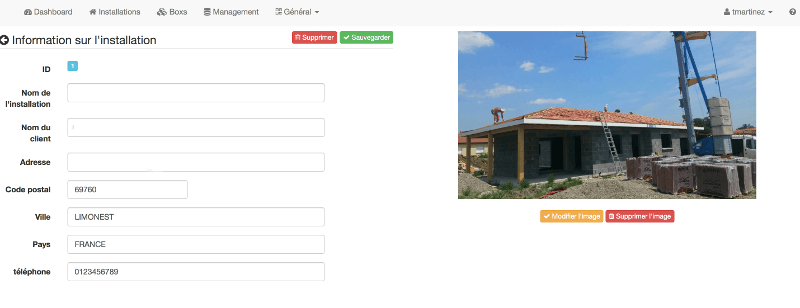 Dashboard Installations Boxs Management Général tmartinez
Information sur l'installation Supprimer Sauvegarder
ID 1
Nom de
l'installation
Nom du
client
Adresse
Code postal 69760
Ville LIMONEST
Pays FRANCE
téléphone 0123456789
Modifier l'image Supprimer l'image